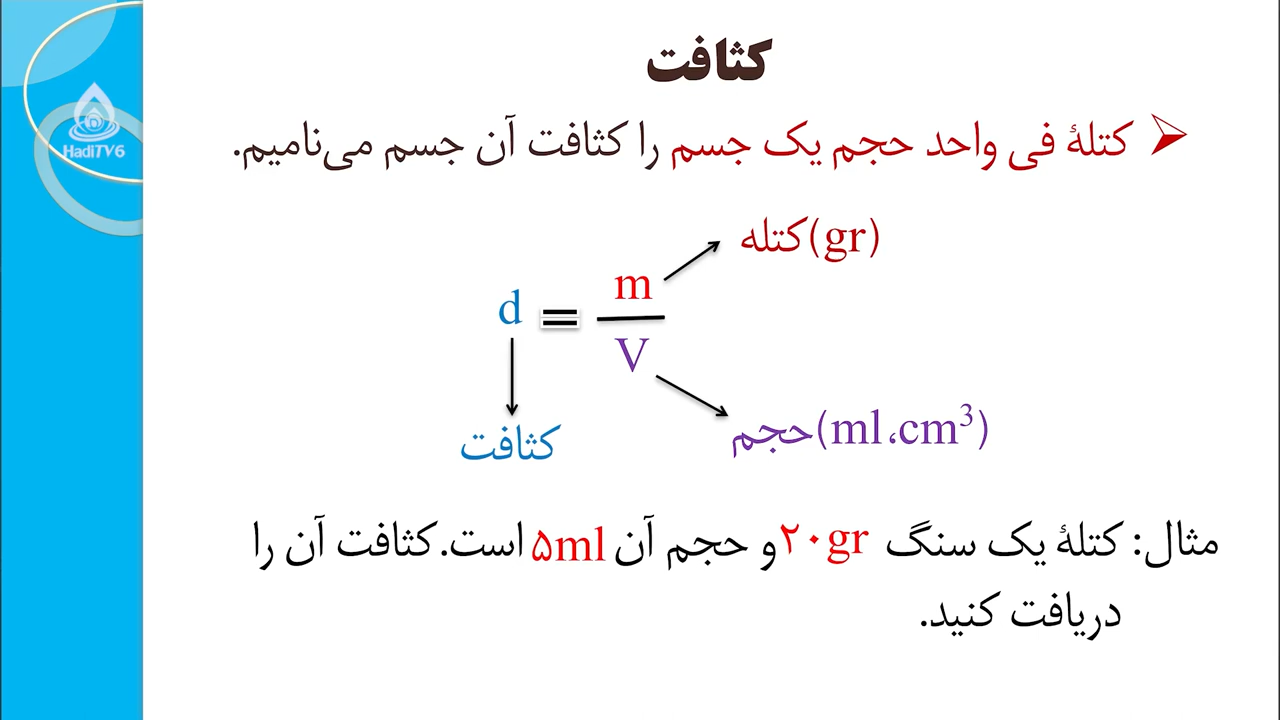 کثافت
HadiTV6
کتلهٔ فی واحد حجم یک جسم را کثافت آن جسم می‌نامیم.
کتله(gr)
d = m
V
کثافت
حجم(ml،cm³)
مثال: کتلهٔ یک سنگ ۲۰gr و حجم آن ۵ml است. کثافت آن را
دریافت کنید.